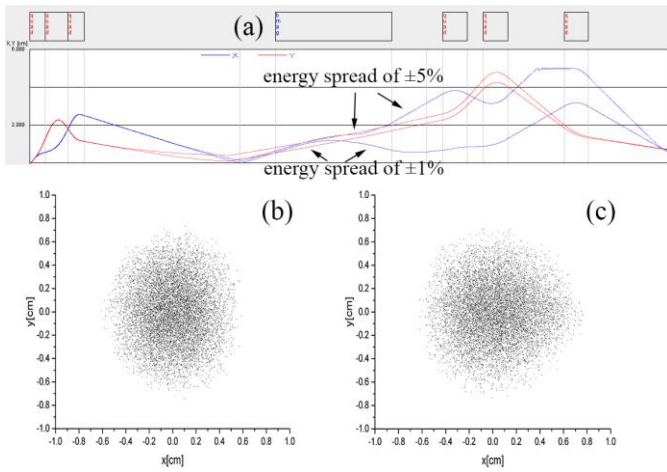 (a)
X,Y [cm]
6.000
X Y
energy spread of ±5%
3.000
energy spread of ±1%
(b) (c)
1.0 1.0
0.8 0.8
0.6 0.6
0.4 0.4
0.2 0.2
0.0 0.0
-0.2 -0.2
-0.4 -0.4
-0.6 -0.6
-0.8 -0.8
-1.0 -1.0
y[cm] y[cm]
-1.0 -0.8 -0.6 -0.4 -0.2 0.0 0.2 0.4 0.6 0.8 1.0 -1.0 -0.8 -0.6 -0.4 -0.2 0.0 0.2 0.4 0.6 0.8 1.0
x[cm] x[cm]